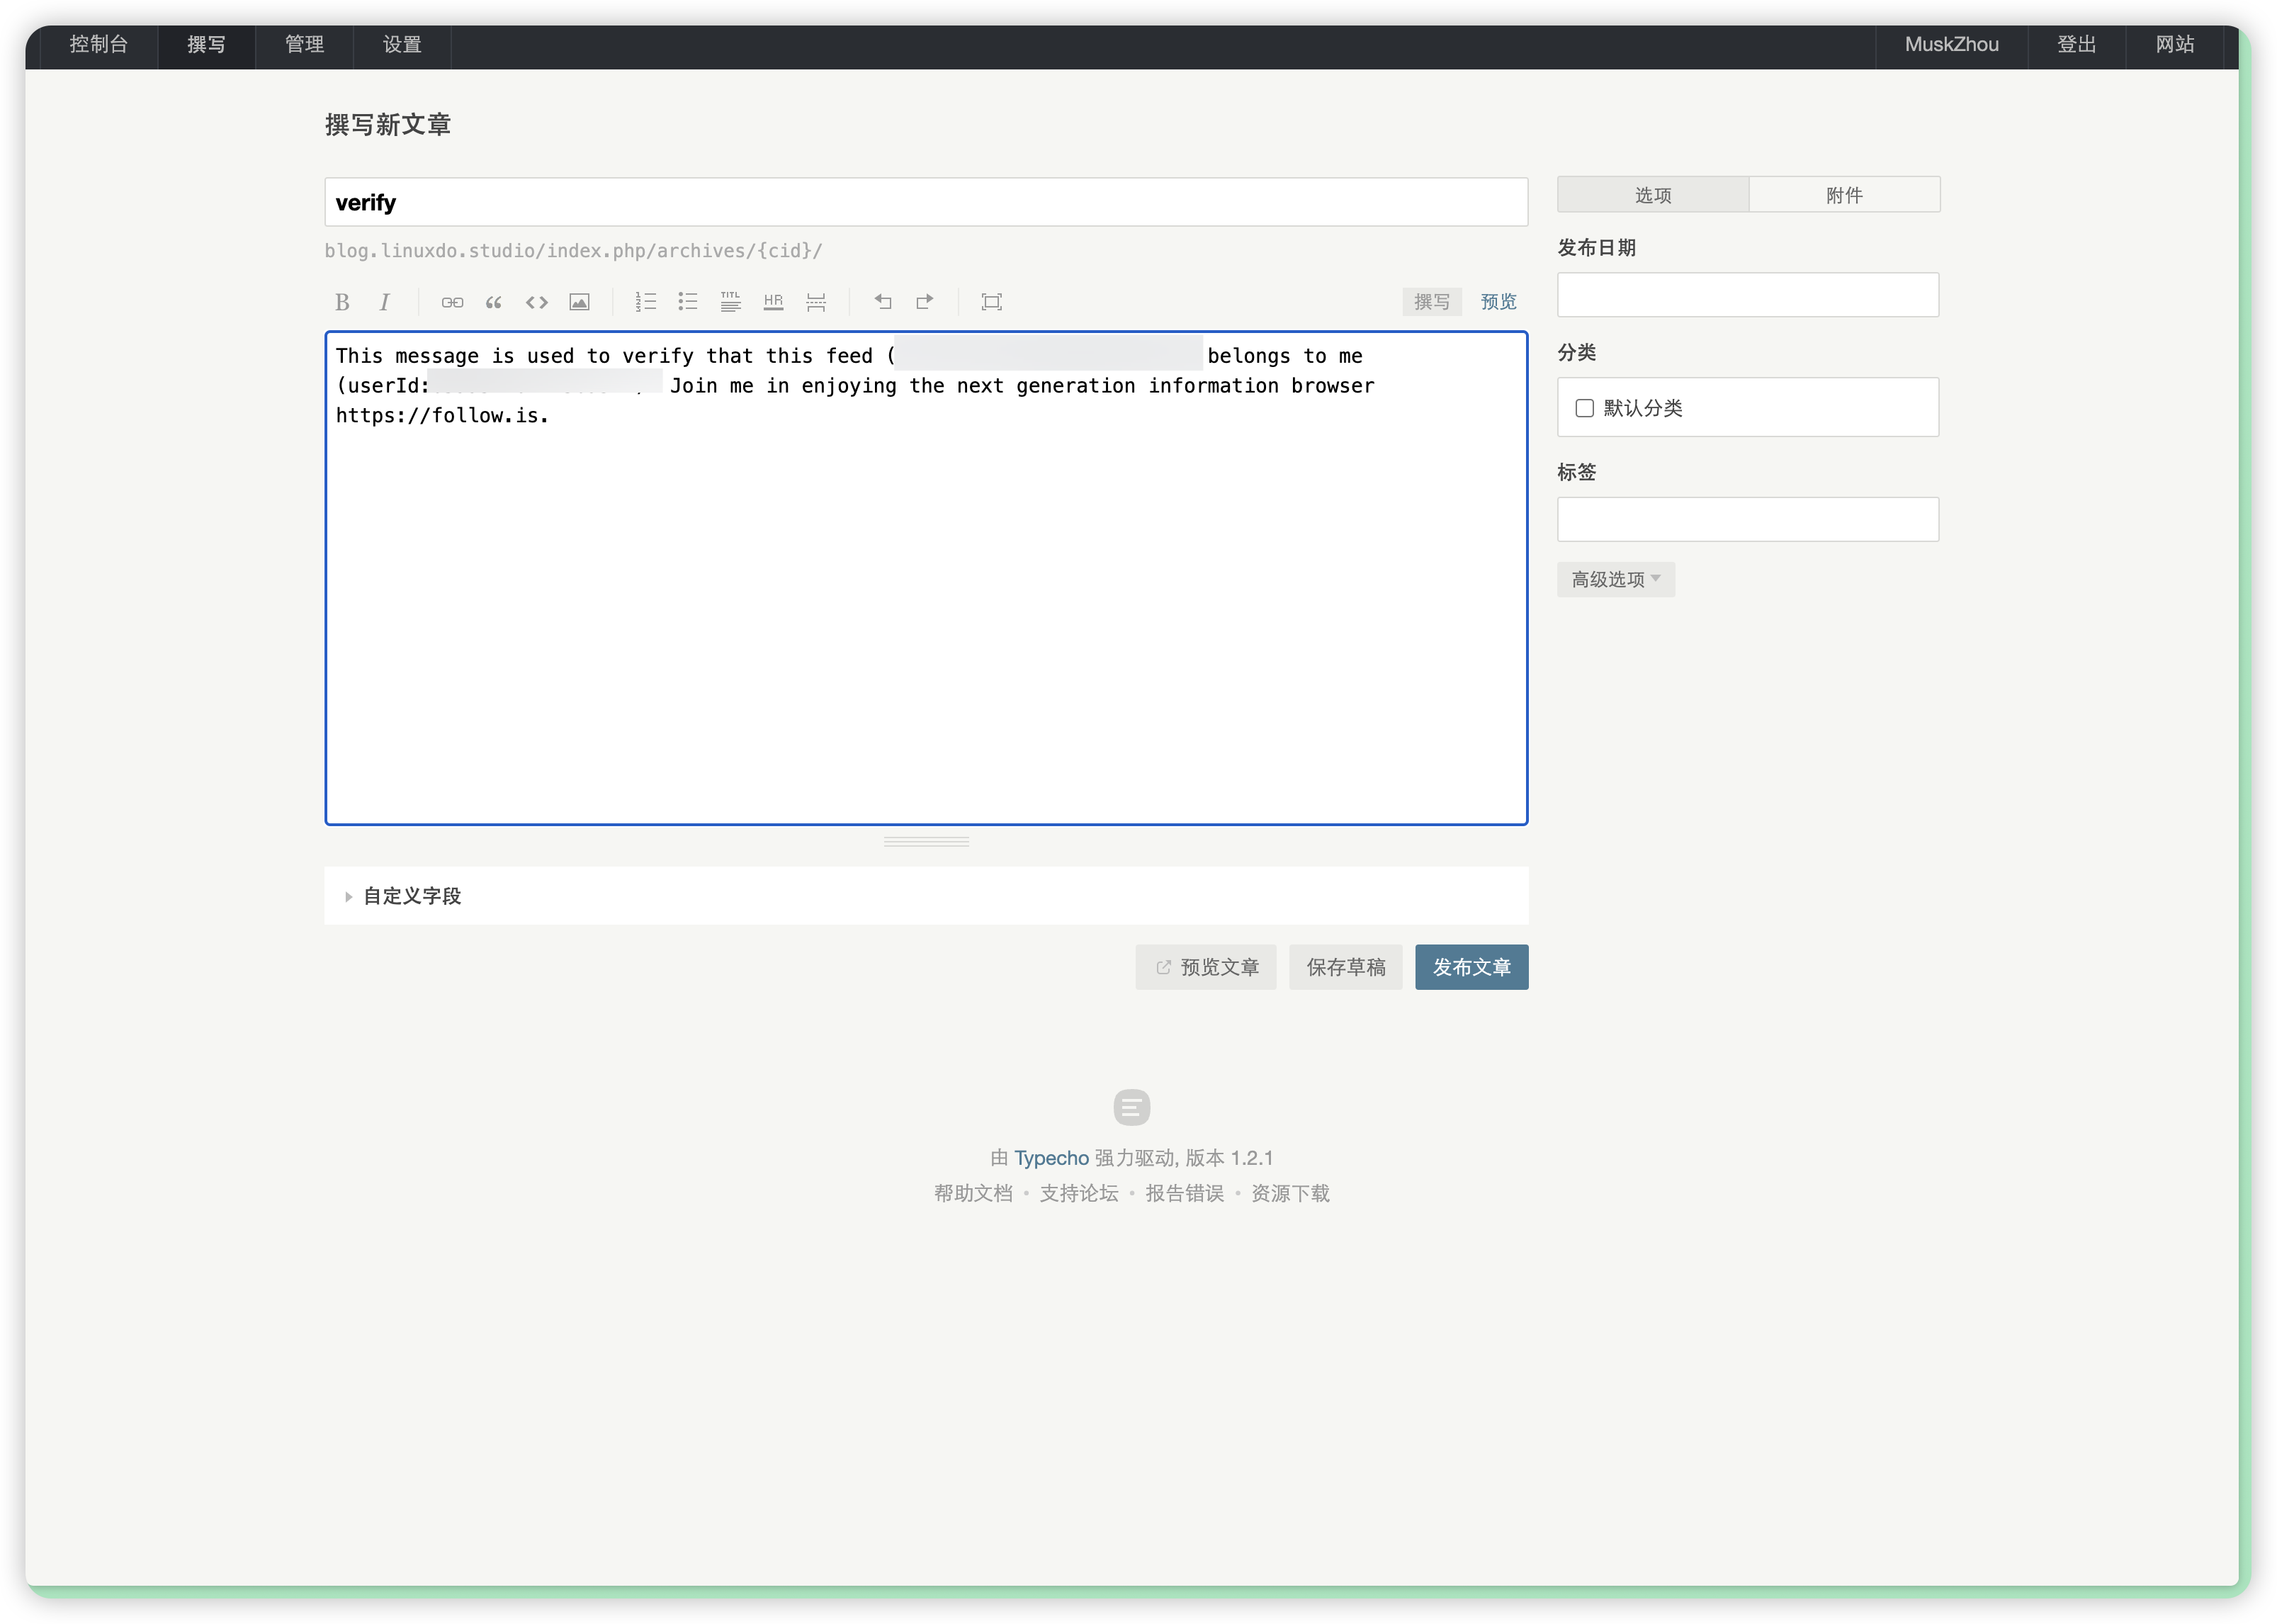 控制台 撰写 管理 设置 MuskZhou 登出 网站
撰写新文章
verify
blog.linuxdo.studio/index.php/archives/{cid}/
B I TITL HR 撰写 预览
This message is used to verify that this feed ( belongs to me
(userId: Join me in enjoying the next generation information browser
https://follow.is.
自定义字段
预览文章 保存草稿 发布文章
选项 附件
发布日期
分类
默认分类
标签
高级选项
由 Typecho 强力驱动, 版本 1.2.1
帮助文档 • 支持论坛 • 报告错误 • 资源下载